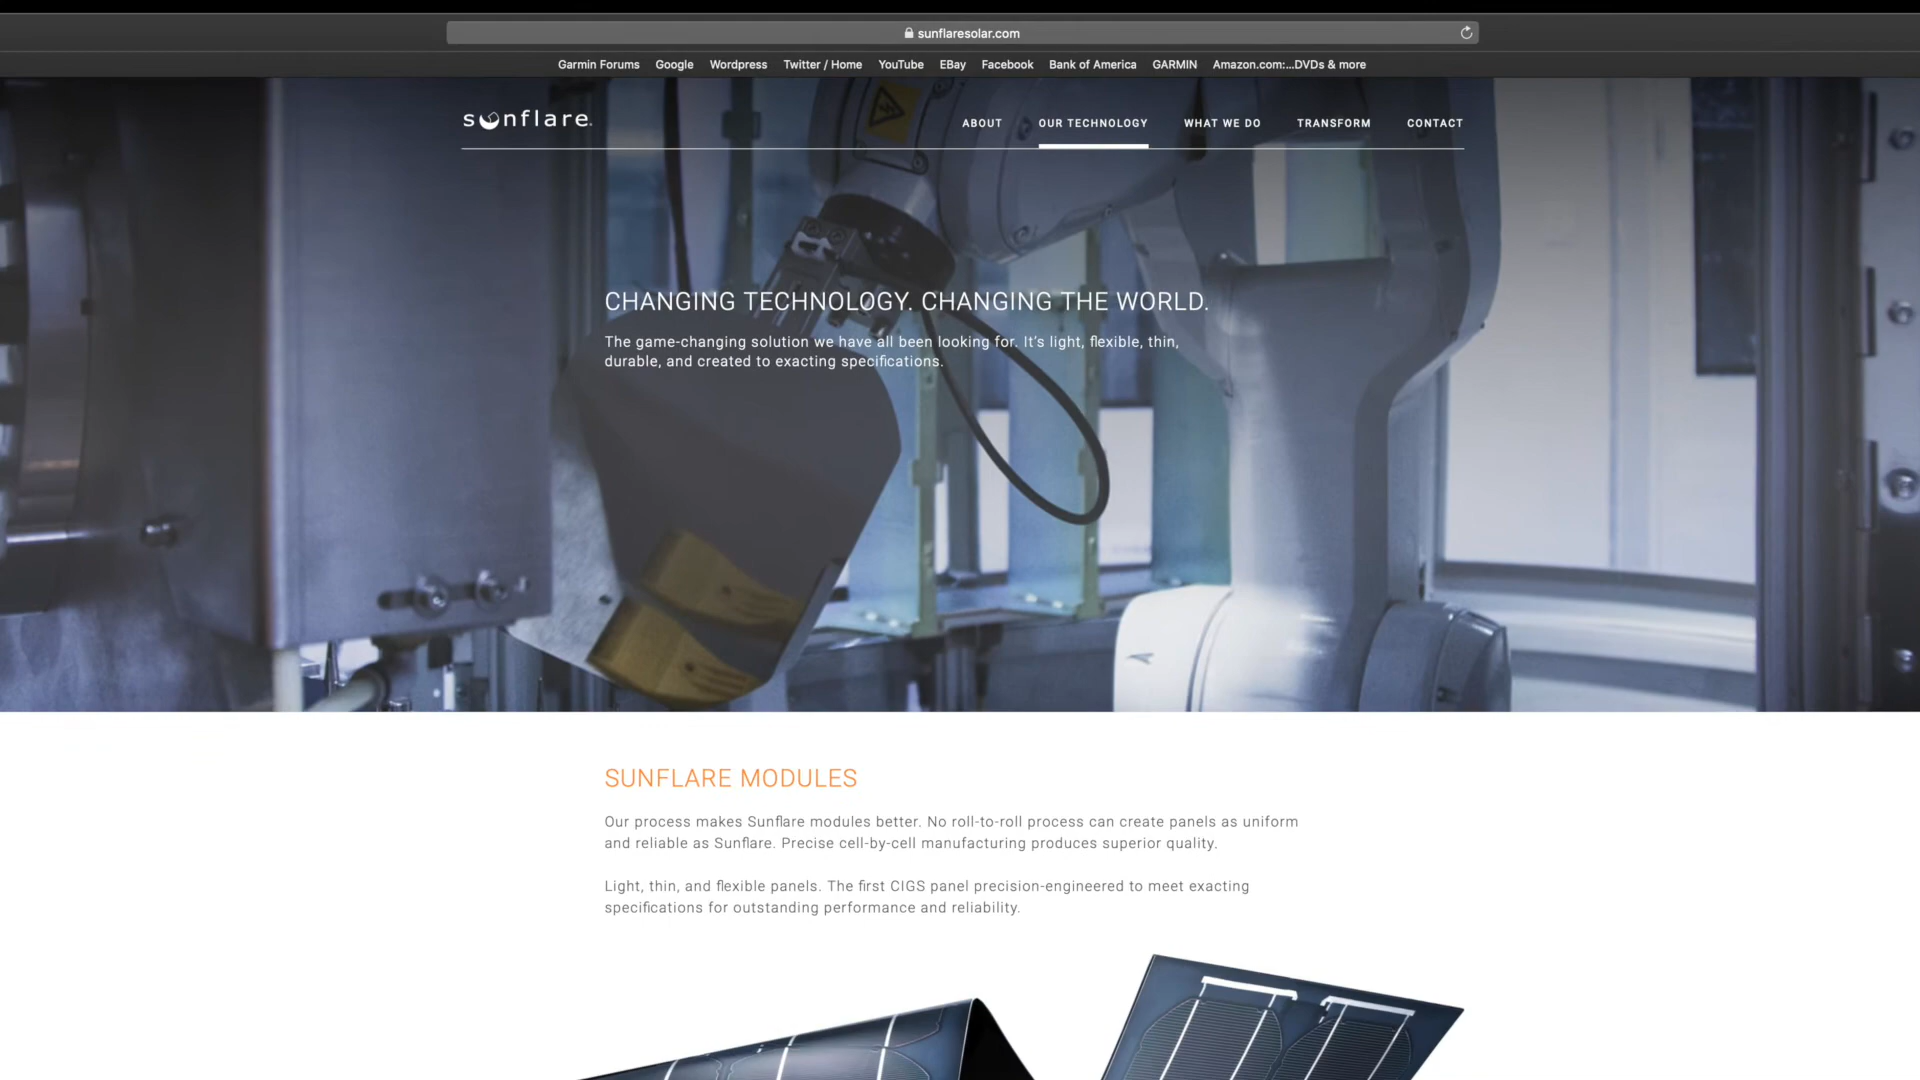 sunflaresolar.com
Garmin Forums Google Wordpress Twitter / Home YouTube EBay Facebook Bank of America GARMIN Amazon.com:...DVDs & more
sunflare
ABOUT OUR TECHNOLOGY WHAT WE DO TRANSFORM CONTACT
CHANGING TECHNOLOGY. CHANGING THE WORLD.
The game-changing solution we have all been looking for. It's light, flexible, thin,
durable, and created to exacting specifications.
SUNFLARE MODULES
Our process makes Sunflare modules better. No roll-to-roll process can create panels as uniform
and reliable as Sunflare. Precise cell-by-cell manufacturing produces superior quality.
Light, thin, and flexible panels. The first CIGS panel precision-engineered to meet exacting
specifications for outstanding performance and reliability.